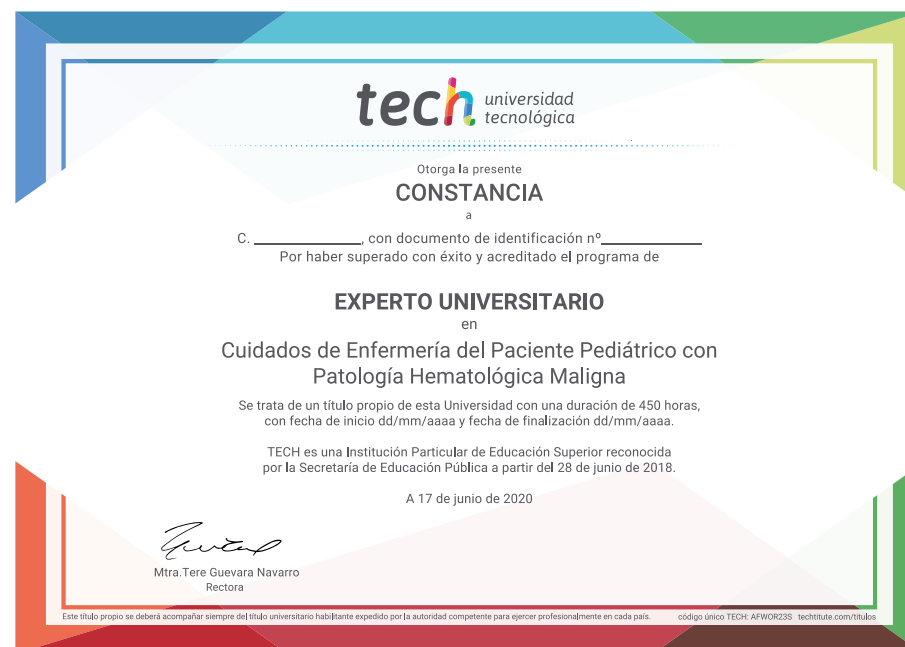 tech universidad
tecnológica
Otorga la presente
CONSTANCIA
a
C. ____________, con documento de identificación nº____________
Por haber superado con éxito y acreditado el programa de
EXPERTO UNIVERSITARIO
en
Cuidados de Enfermería del Paciente Pediátrico con
Patología Hematológica Maligna
Se trata de un título propio de esta Universidad con una duración de 450 horas,
con fecha de inicio dd/mm/aaaa y fecha de finalización dd/mm/aaaa.
TECH es una Institución Particular de Educación Superior reconocida
por la Secretaría de Educación Pública a partir del 28 de junio de 2018.
A 17 de junio de 2020
Mtra.Tere Guevara Navarro
Rectora
Este título propio se deberá acompañar siempre del título universitario habilitante expedido por la autoridad competente para ejercer profesionalmente en cada país. código único TECH: AFWOR23S techtitute.com/titulos